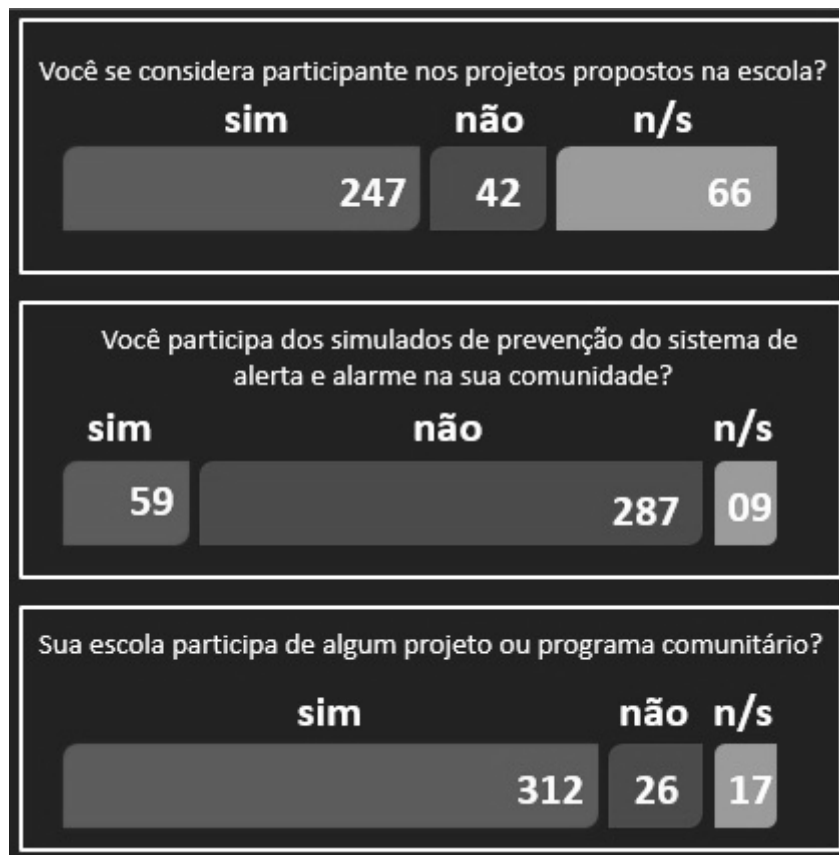 Você se considera participante nos projetos propostos na escola?
sim não n/s
247 42 66
Você participa dos simulados de prevenção do sistema de
alerta e alarme na sua comunidade?
sim não n/s
59 287 09
Sua escola participa de algum projeto ou programa comunitário?
sim não n/s
312 26 17